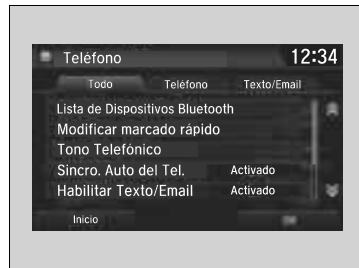 Teléfono 12:34
Todo Teléfono Texto/Email
Lista de Dispositivos Bluetooth
Modificar marcado rápido
Tono Telefónico
Sincro. Auto del Tel. Activado
Habilitar Texto/Email Activado
Inicio